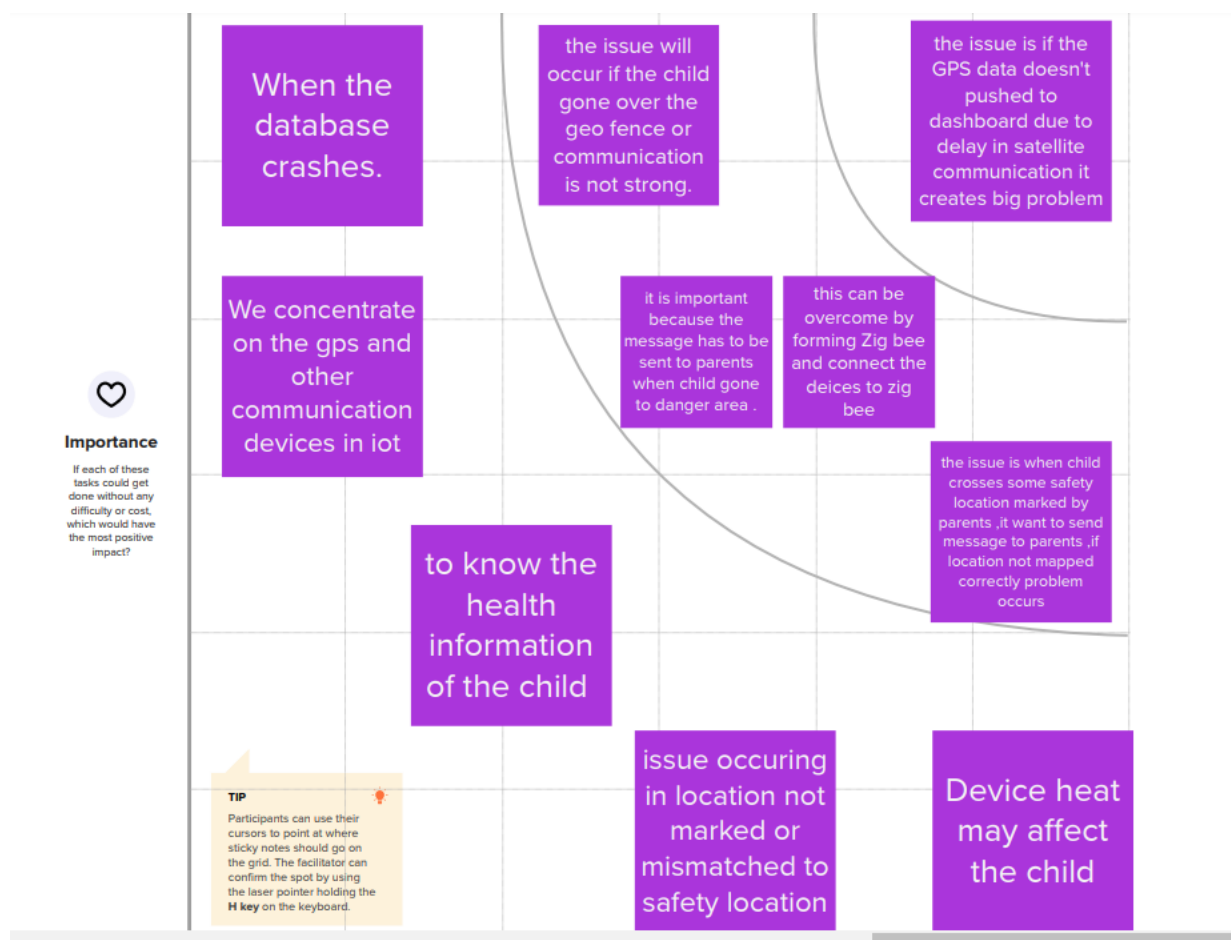 When the
database
crashes.
the issue will
occur if the child
gone over the
geo fence or
communication
is not strong.
the issue is if the
GPS data doesn't
pushed to
dashboard due to
delay in satellite
communication it
creates big problem
We concentrate
on the gps and
other
communication
devices in iot
it is important
because the
message has to be
sent to parents
when child gone
to danger area .
this can be
overcome by
forming Zig bee
and connect the
deices to zig
bee
Importance
If each of these
tasks could get
done without any
difficulty or cost,
which would have
the most positive
impact?
the issue is when child
crosses some safety
location marked by
parents ,it want to send
message to parents ,if
location not mapped
correctly problem
occurs
to know the
health
information
of the child
issue occuring
in location not
marked or
mismatched to
safety location
Device heat
may affect
the child
TIP
Participants can use their
cursors to point at where
sticky notes should go on
the grid. The facilitator can
confirm the spot by using
the laser pointer holding the
H key on the keyboard.